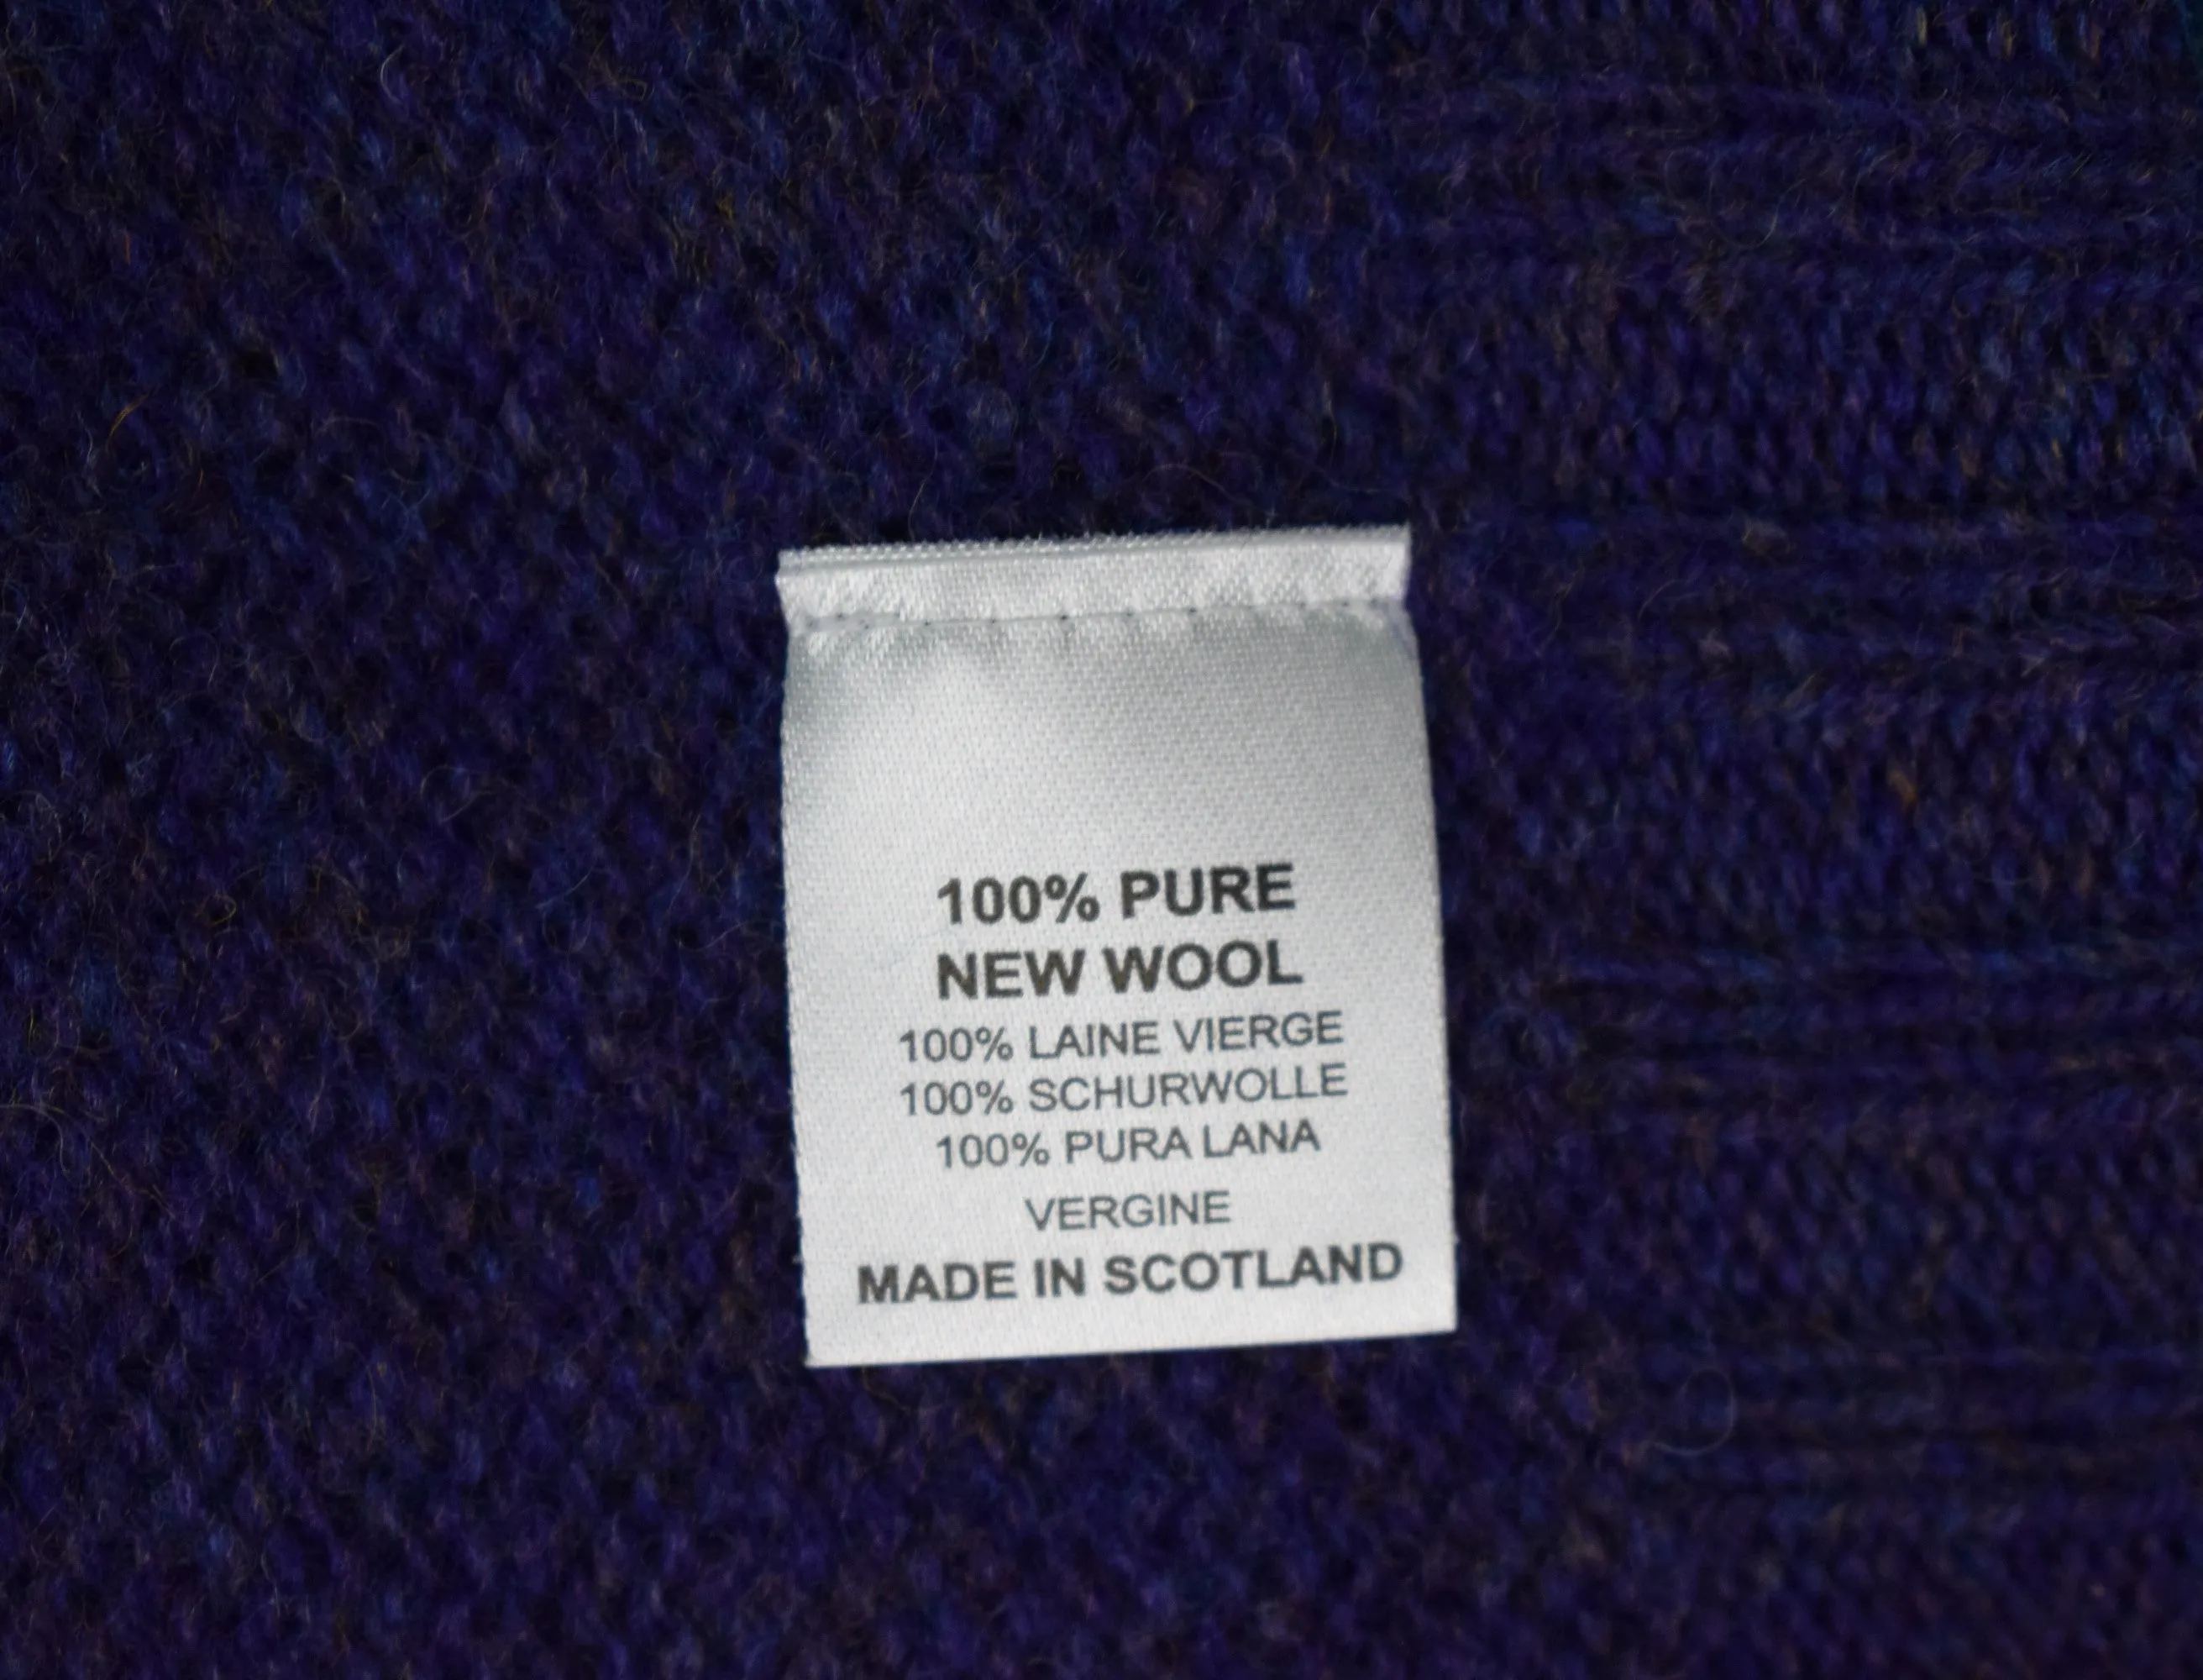 100% PURE
NEW WOOL
100% LAINE VIERGE
100% SCHURWOLLE
100% PURA LANA
VERGINE
MADE IN SCOTLAND